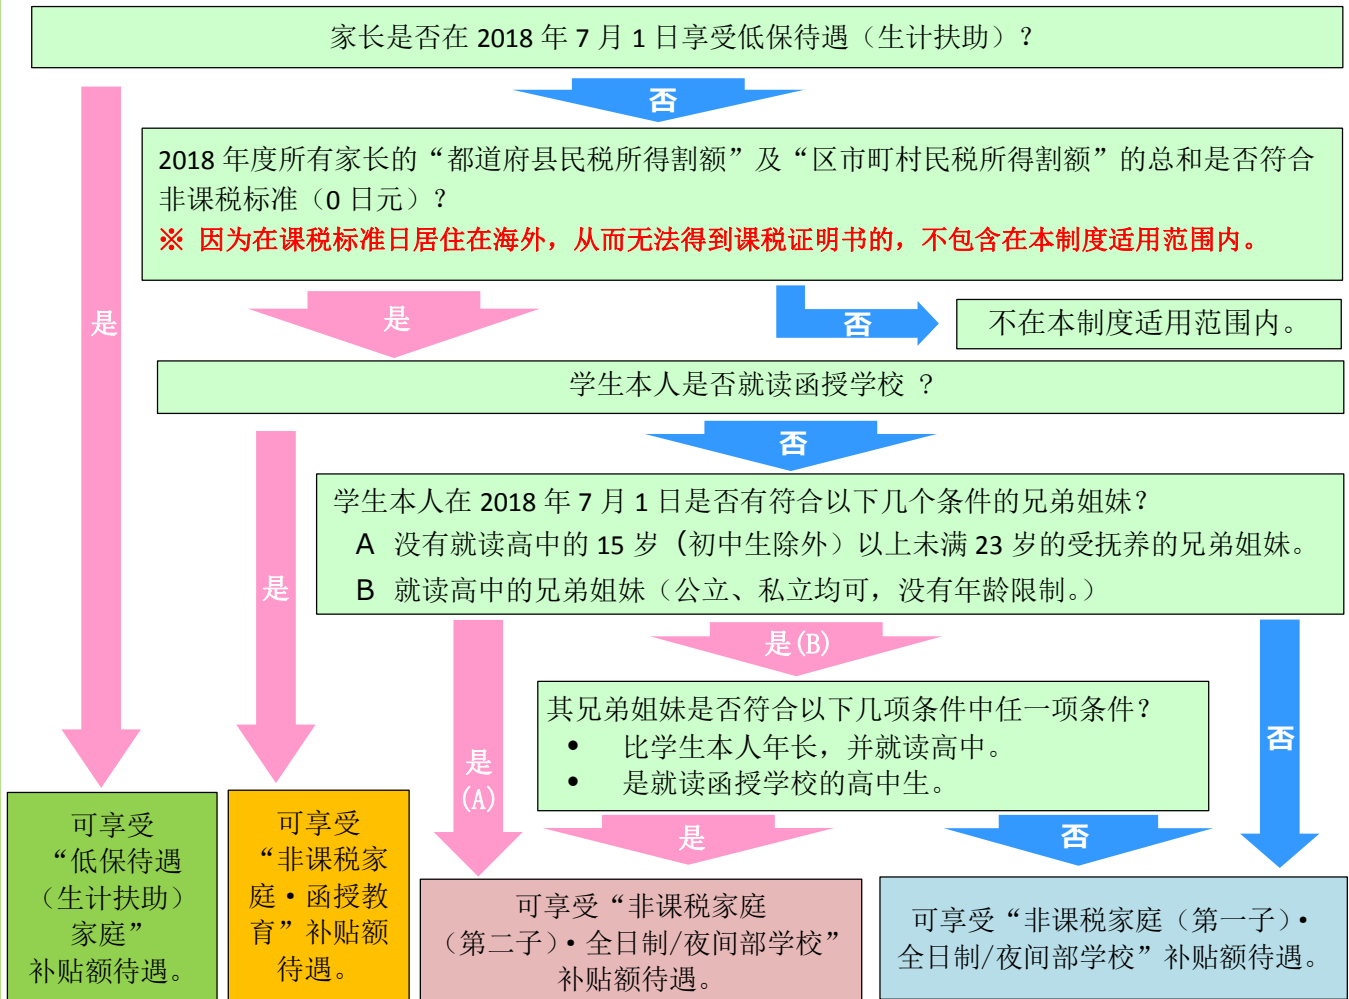 家长是否在 2018 年 7 月 1 日享受低保待遇（生计扶助）？
否
2018 年度所有家长的“都道府县民税所得割额”及“区市町村民税所得割额”的总和是否符合
非课税标准（0 日元）？
※ 因为在课税标准日居住在海外，从而无法得到课税证明书的，不包含在本制度适用范围内。
是
是
否
不在本制度适用范围内。
学生本人是否就读函授学校 ？
否
是
学生本人在 2018 年 7 月 1 日是否有符合以下几个条件的兄弟姐妹？
A 没有就读高中的 15 岁（初中生除外）以上未满 23 岁的受抚养的兄弟姐妹。
B 就读高中的兄弟姐妹（公立、私立均可，没有年龄限制。）
是(B)
其兄弟姐妹是否符合以下几项条件中任一项条件？
• 比学生本人年长，并就读高中。
• 是就读函授学校的高中生。
是
(A)
否
是
否
可享受
“低保待遇
（生计扶助）
家庭”
补贴额待遇。
可享受
“非课税家
庭·函授教
育”补贴额
待遇。
可享受“非课税家庭
（第二子）·全日制/夜间部学校”
补贴额待遇。
可享受“非课税家庭（第一子）·
全日制/夜间部学校”补贴额待遇。